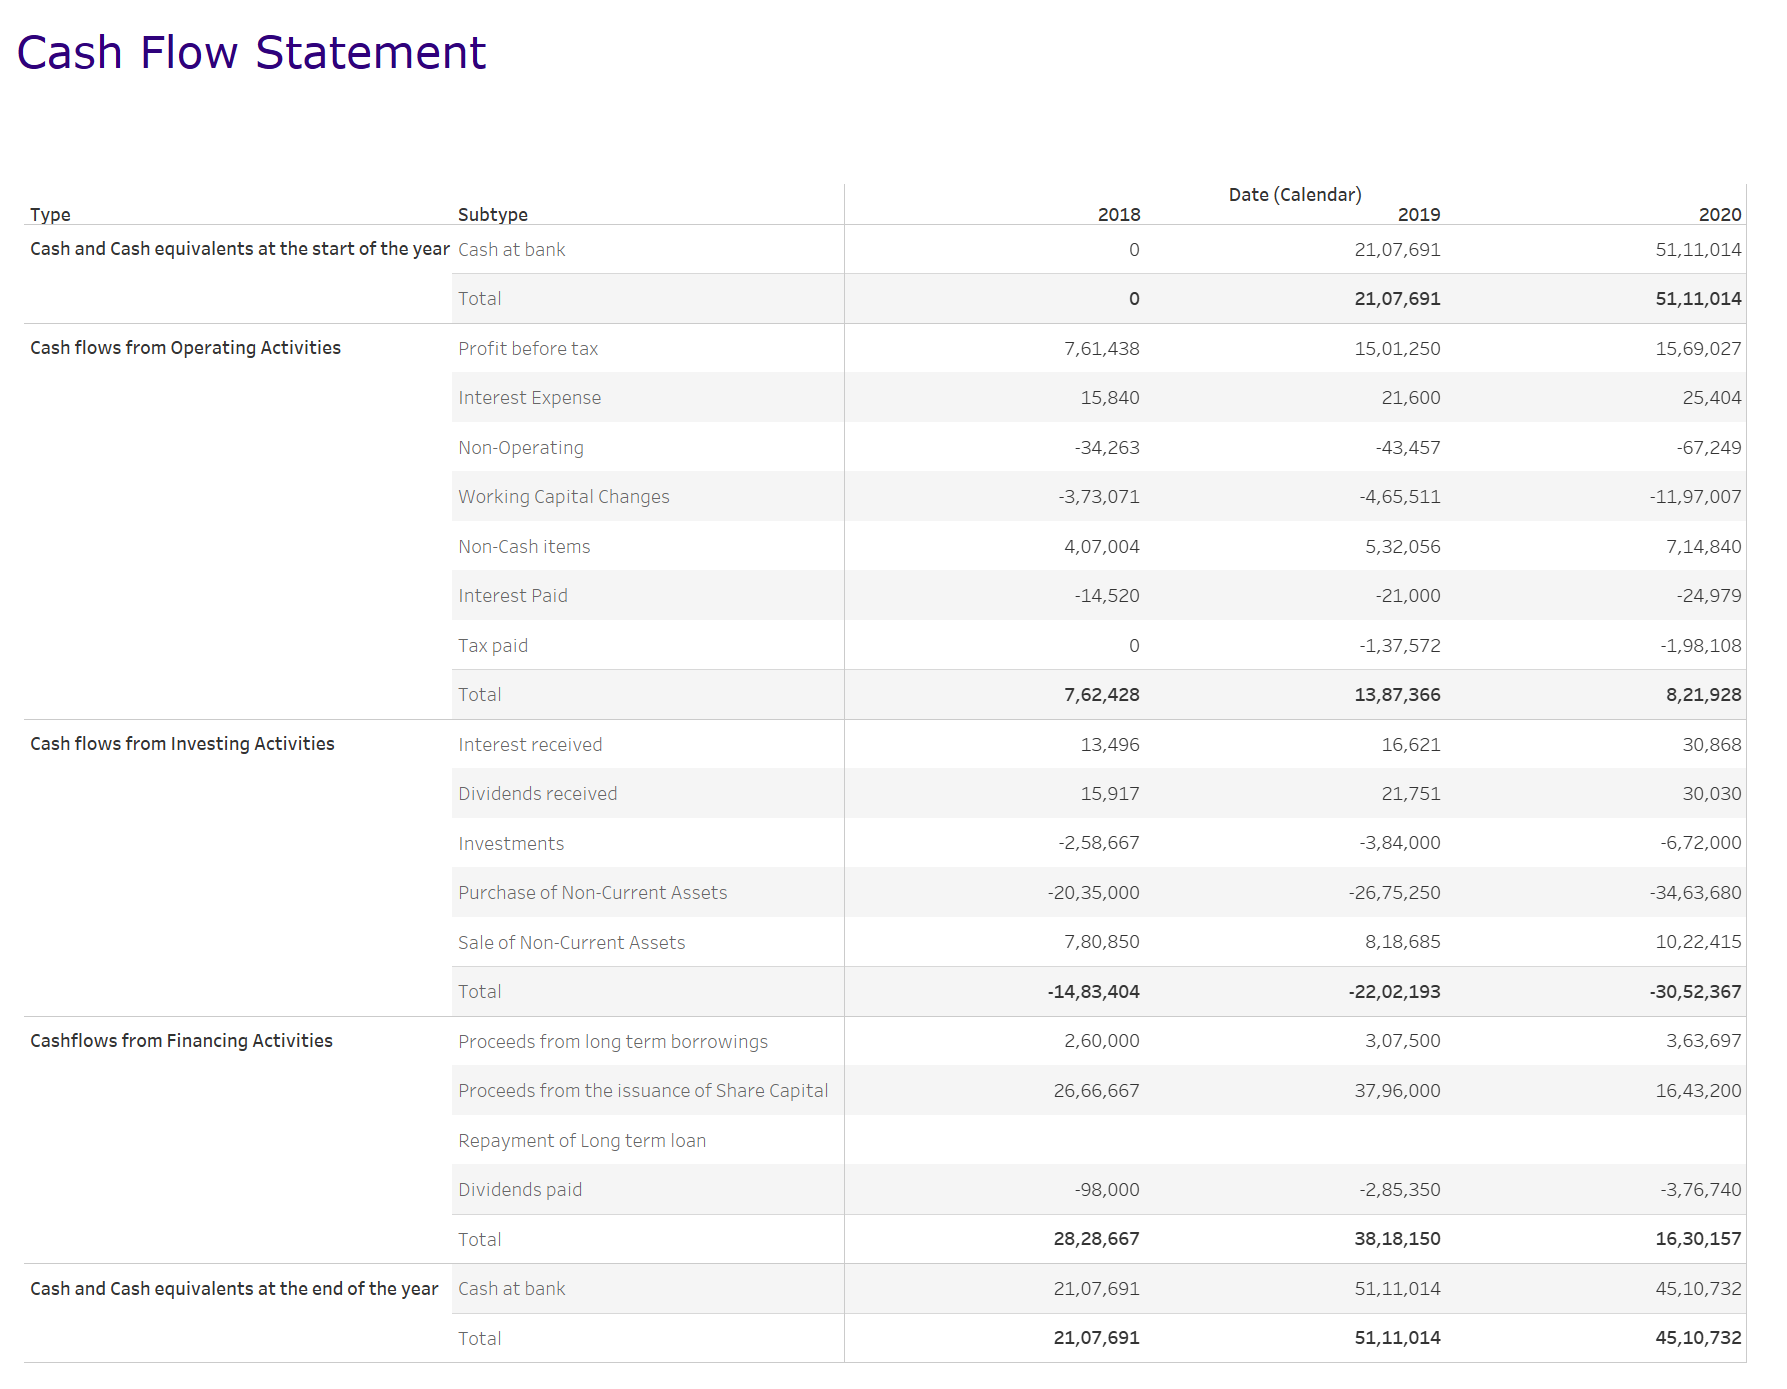 Cash Flow Statement
Date (Calendar)
Type Subtype 2018 2019 2020
Cash and Cash equivalents at the start of the year Cash at bank 0 21,07,691 51,11,014
Total 0 21,07,691 51,11,014
Cash flows from Operating Activities Profit before tax 7,61,438 15,01,250 15,69,027
Interest Expense 15,840 21,600 25,404
Non-Operating -34,263 -43,457 -67,249
Working Capital Changes -3,73,071 -4,65,511 -11,97,007
Non-Cash items 4,07,004 5,32,056 7,14,840
Interest Paid -14,520 -21,000 -24,979
Tax paid 0 -1,37,572 -1,98,108
Total 7,62,428 13,87,366 8,21,928
Cash flows from Investing Activities Interest received 13,496 16,621 30,868
Dividends received 15,917 21,751 30,030
Investments -2,58,667 -3,84,000 -6,72,000
Purchase of Non-Current Assets -20,35,000 -26,75,250 -34,63,680
Sale of Non-Current Assets 7,80,850 8,18,685 10,22,415
Total -14,83,404 -22,02,193 -30,52,367
Cashflows from Financing Activities Proceeds from long term borrowings 2,60,000 3,07,500 3,63,697
Proceeds from the issuance of Share Capital 26,66,667 37,96,000 16,43,200
Repayment of Long term loan
Dividends paid -98,000 -2,85,350 -3,76,740
Total 28,28,667 38,18,150 16,30,157
Cash and Cash equivalents at the end of the year Cash at bank 21,07,691 51,11,014 45,10,732
Total 21,07,691 51,11,014 45,10,732